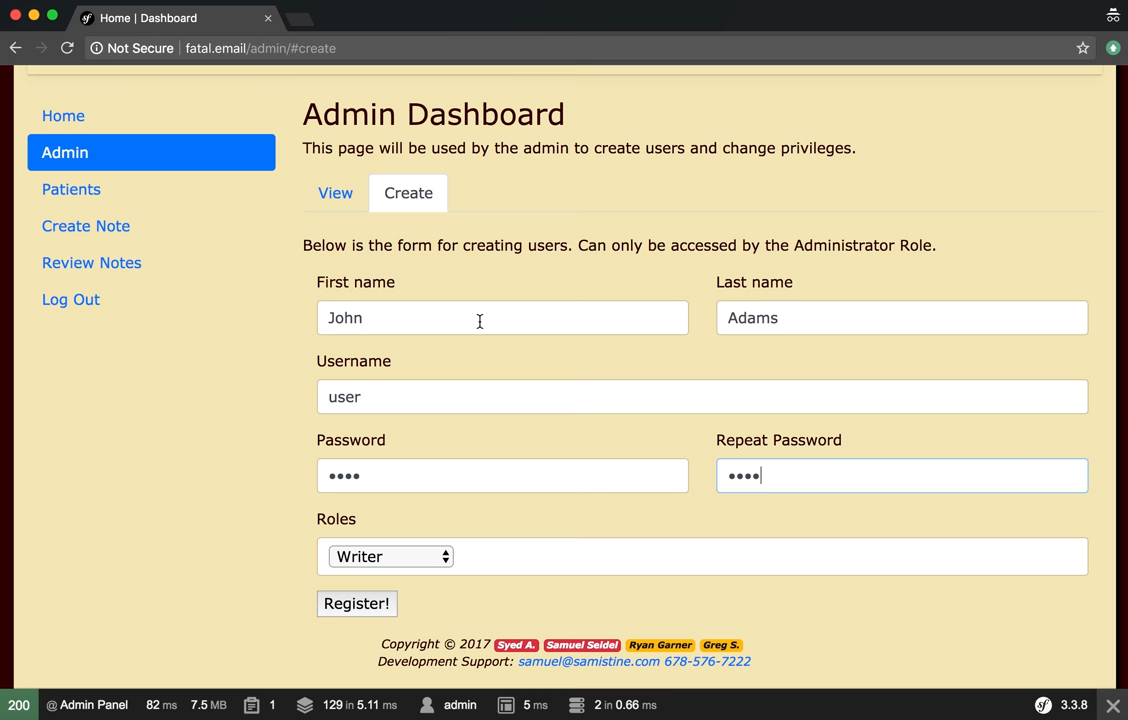 Home | Dashboard
Not Secure fatal.email/admin/#create
Home
Admin
Patients
Create Note
Review Notes
Log Out
Admin Dashboard
This page will be used by the admin to create users and change privileges.
View Create
Below is the form for creating users. Can only be accessed by the Administrator Role.
First name Last name
John Adams
Username
user
Password Repeat Password
•••• ••••
Roles
Writer
Register!
Copyright © 2017 Syed A. Samuel Seidel Ryan Garner Greg S.
Development Support: samuel@samistine.com 678-576-7222
200 @ Admin Panel 82 ms 7.5 MB 1 129 in 5.11 ms admin 5 ms 2 in 0.66 ms sf 3.3.8